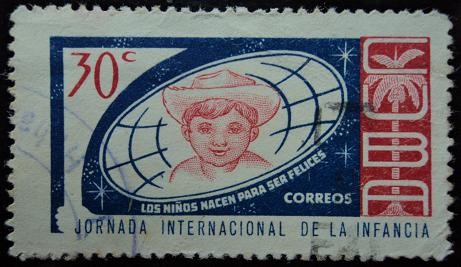 30c
CUBA
LOS NIÑOS NACEN PARA SER FELICES
CORREOS
JORNADA INTERNACIONAL DE LA INFANCIA